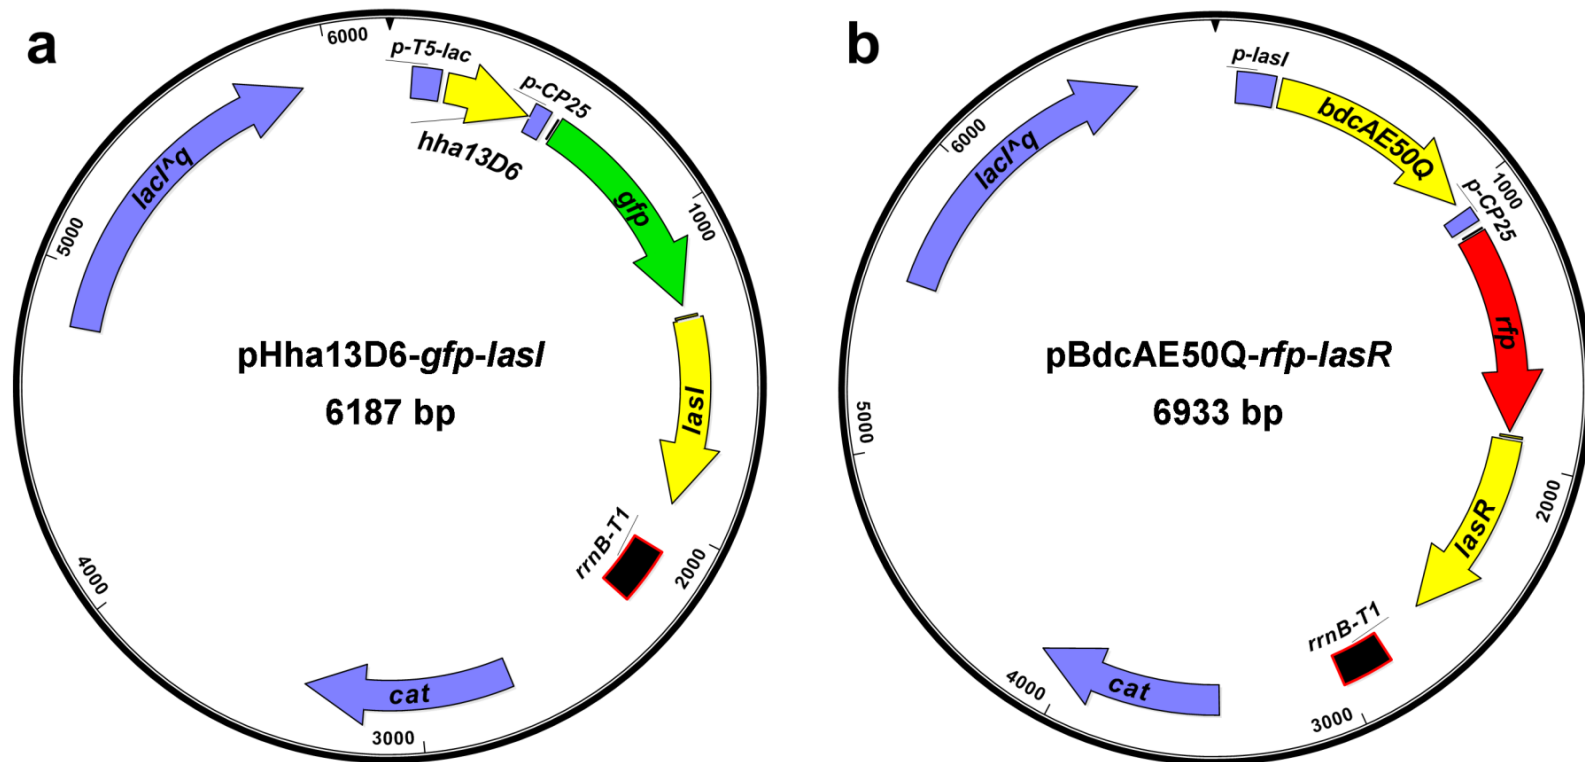 a
6000
p-T5-lac
p-CP25
hha13D6
gfp
1000
lasI
rrnB-T1
2000
cat
3000
4000
5000
lacI^q
pHha13D6-gfp-lasI
6187 bp
b
p-lasI
bdcAE50Q
1000
p-CP25
rfp
lasR
2000
rrnB-T1
3000
cat
4000
5000
6000
lacI^q
pBdcAE50Q-rfp-lasR
6933 bp